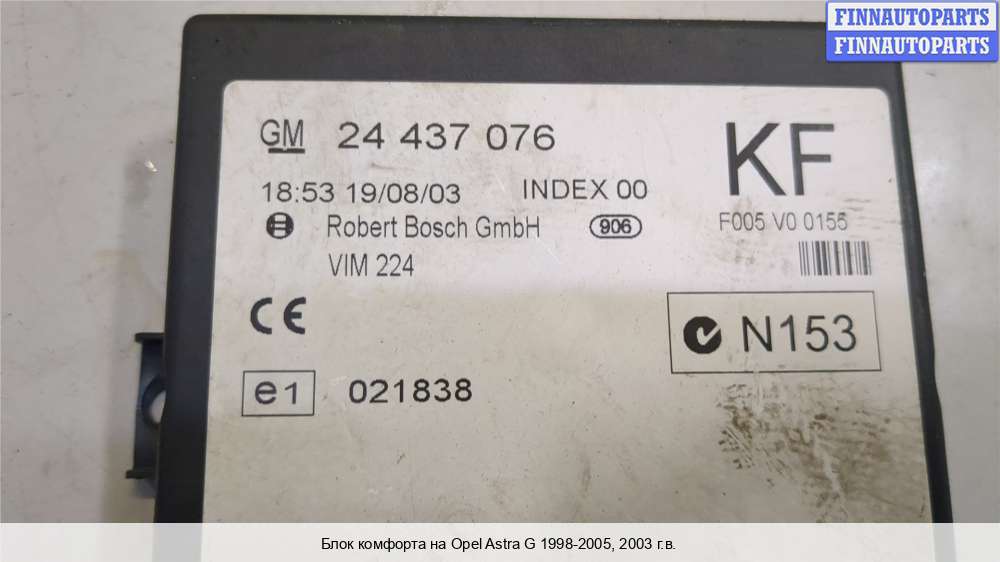 FINNAUTOPARTS
FINNAUTOPARTS
GM 24 437 076
KF
18:53 19/08/03 INDEX 00
Robert Bosch GmbH 906 F005 V0 0155
VIM 224
CE N153
e1 021838
Блок комфорта на Opel Astra G 1998-2005, 2003 г.в.